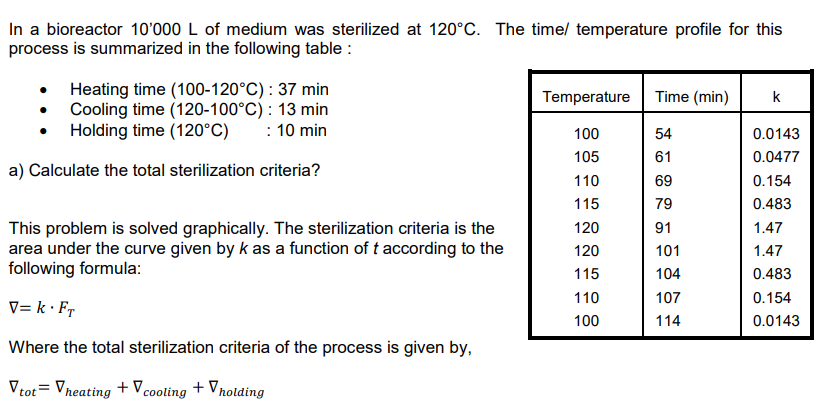 In a bioreactor 10'000 L of medium was sterilized at 120°C. The time/ temperature profile for this
process is summarized in the following table :
• Heating time (100-120°C) : 37 min
• Cooling time (120-100°C) : 13 min
• Holding time (120°C) : 10 min
a) Calculate the total sterilization criteria?
This problem is solved graphically. The sterilization criteria is the
area under the curve given by k as a function of t according to the
following formula:
∇= k · F_T
Where the total sterilization criteria of the process is given by,
∇_tot= ∇_heating + ∇_cooling + ∇_holding
Temperature Time (min) k
100 54 0.0143
105 61 0.0477
110 69 0.154
115 79 0.483
120 91 1.47
120 101 1.47
115 104 0.483
110 107 0.154
100 114 0.0143